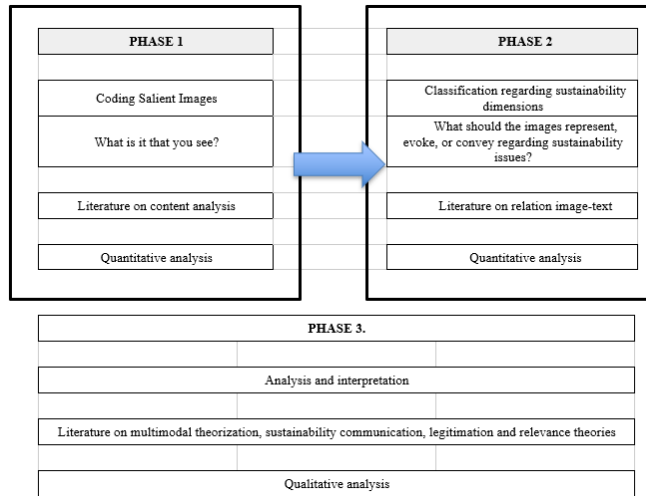 PHASE 1
Coding Salient Images
What is it that you see?
Literature on content analysis
Quantitative analysis
PHASE 2
Classification regarding sustainability
dimensions
What should the images represent,
evoke, or convey regarding sustainability
issues?
Literature on relation image-text
Quantitative analysis
PHASE 3.
Analysis and interpretation
Literature on multimodal theorization, sustainability communication, legitimation and relevance theories
Qualitative analysis